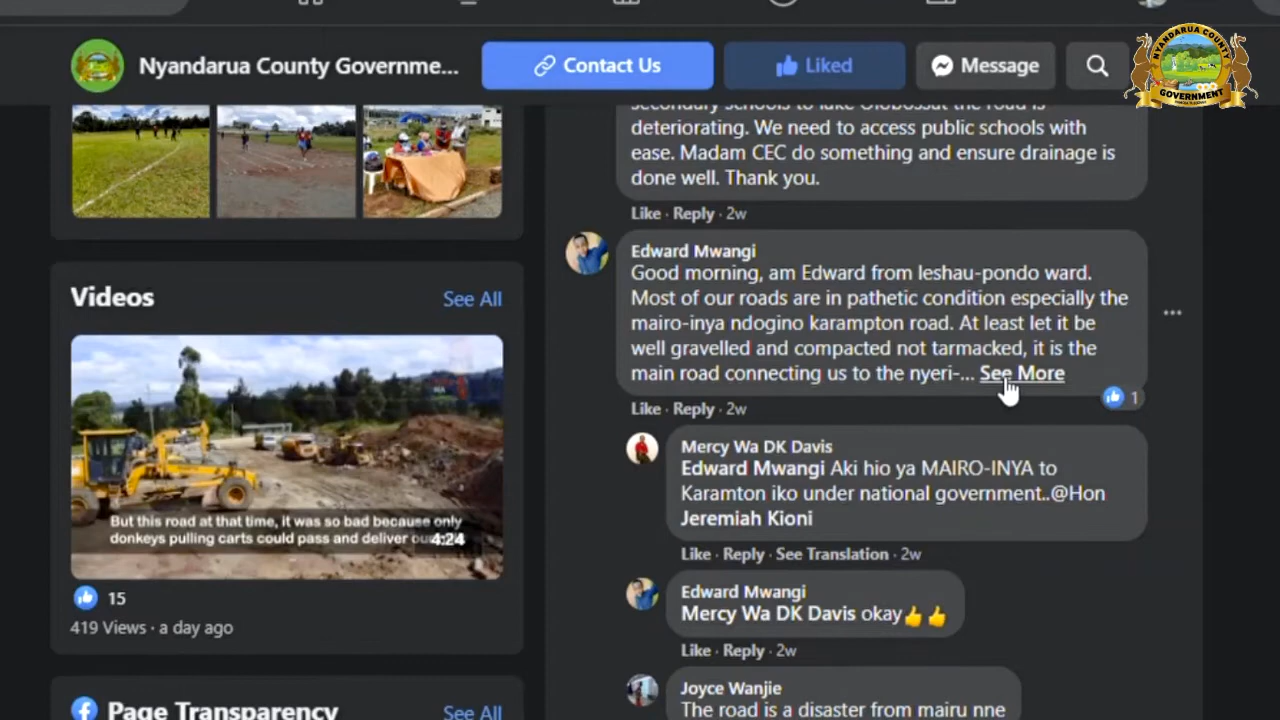 Nyandarua County Governme...
Contact Us
Liked
Message
NYANDARUA COUNTY
GOVERNMENT
secondary schools to lake Olobolsat the road is
deteriorating. We need to access public schools with
ease. Madam CEC do something and ensure drainage is
done well. Thank you.
Like · Reply · 2w
Videos
See All
But this road at that time, it was so bad because only
donkeys pulling carts could pass and deliver
4:24
15
419 Views · a day ago
Page Transparency
See All
Edward Mwangi
Good morning, am Edward from leshau-pondo ward.
Most of our roads are in pathetic condition especially the
mairo-inya ndogino karampton road. At least let it be
well gravelled and compacted not tarmacked, it is the
main road connecting us to the nyeri-... See More
1
Like · Reply · 2w
Mercy Wa DK Davis
Edward Mwangi Aki hio ya MAIRO-INYA to
Karamton iko under national government..@Hon
Jeremiah Kioni
Like · Reply · See Translation · 2w
Edward Mwangi
Mercy Wa DK Davis okay👍👍
Like · Reply · 2w
Joyce Wanjie
The road is a disaster from mairu nne